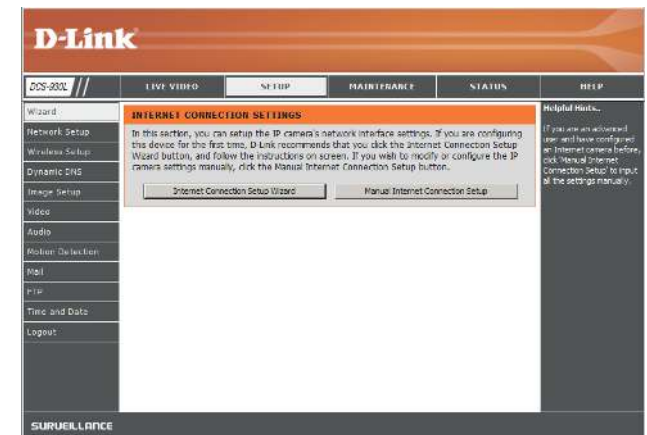 D-Link
DCS-930L //
LIVE VIDEO
SETUP
MAINTENANCE
STATUS
HELP
Wizard
Network Setup
Wireless Setup
Dynamic DNS
Image Setup
Video
Audio
Motion Detection
Mail
FTP
Time and Date
Logout
INTERNET CONNECTION SETTINGS
In this section, you can setup the IP camera's network interface settings. If you are configuring
this device for the first time, D-Link recommends that you click the Internet Connection Setup
Wizard button, and follow the instructions on screen. If you wish to modify or configure the IP
camera settings manually, click the Manual Internet Connection Setup button.
Internet Connection Setup Wizard
Manual Internet Connection Setup
Helpful Hints..
If you are an advanced
user and have configured
an Internet camera before,
click 'Manual Internet
Connection Setup' to input
all the settings manually.
SURVEILLANCE